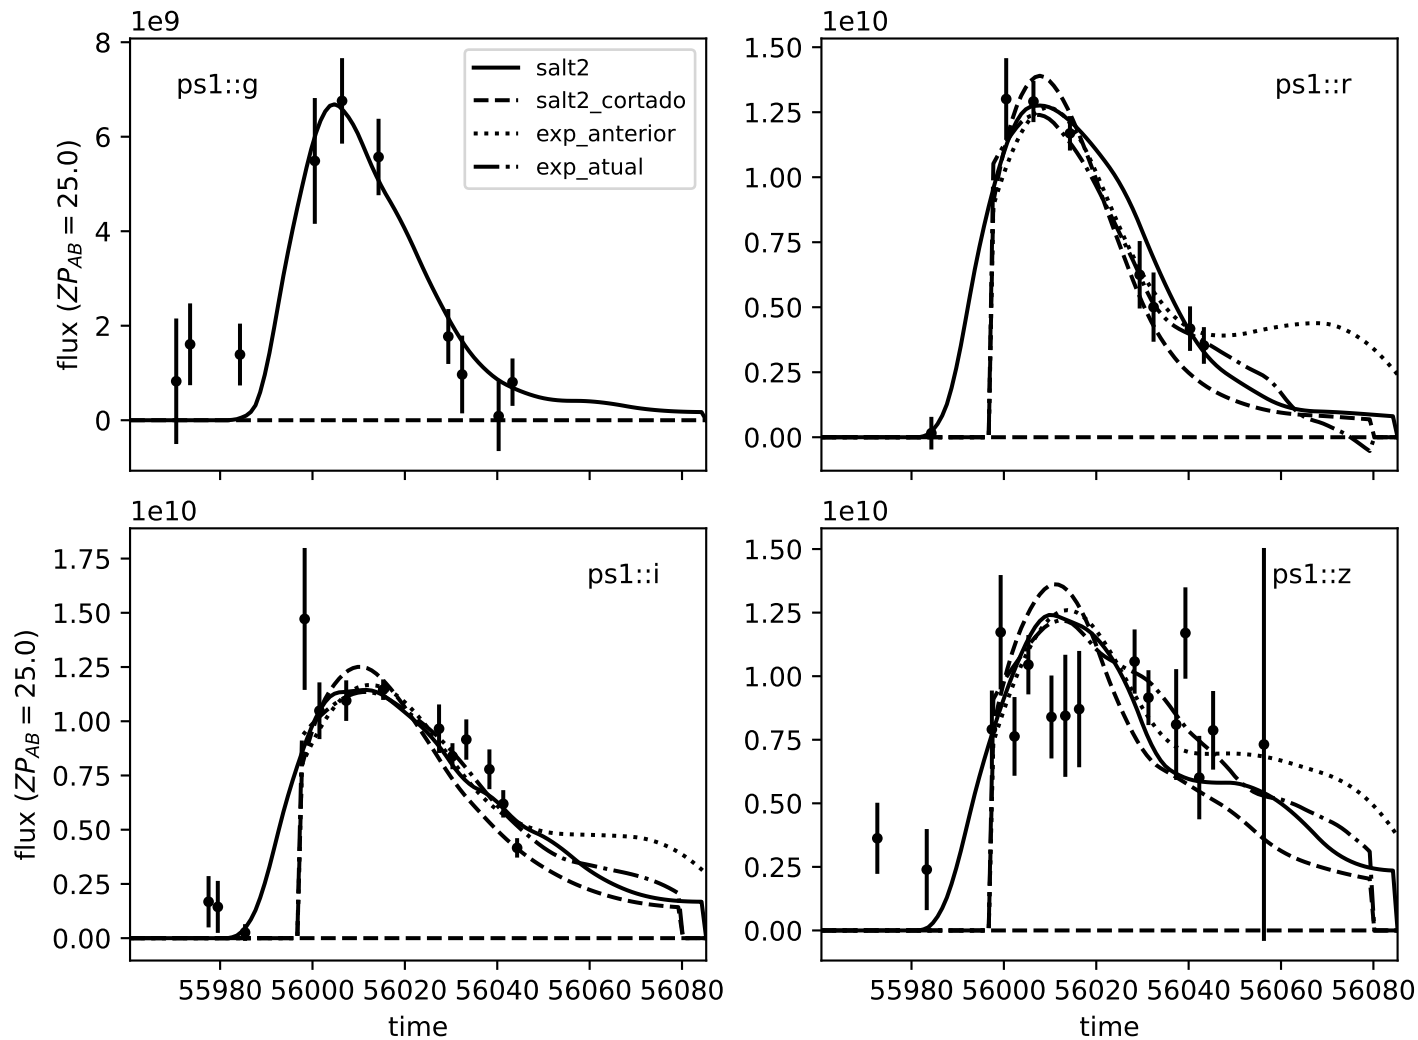 1e9
ps1::g
salt2
salt2_cortado
exp_anterior
exp_atual
8
6
4
2
0
flux (ZP_AB = 25.0)
1e10
ps1::r
1.50
1.25
1.00
0.75
0.50
0.25
0.00
1e10
ps1::i
1.75
1.50
1.25
1.00
0.75
0.50
0.25
0.00
flux (ZP_AB = 25.0)
55980 56000 56020 56040 56060 56080
time
1e10
ps1::z
1.50
1.25
1.00
0.75
0.50
0.25
0.00
55980 56000 56020 56040 56060 56080
time